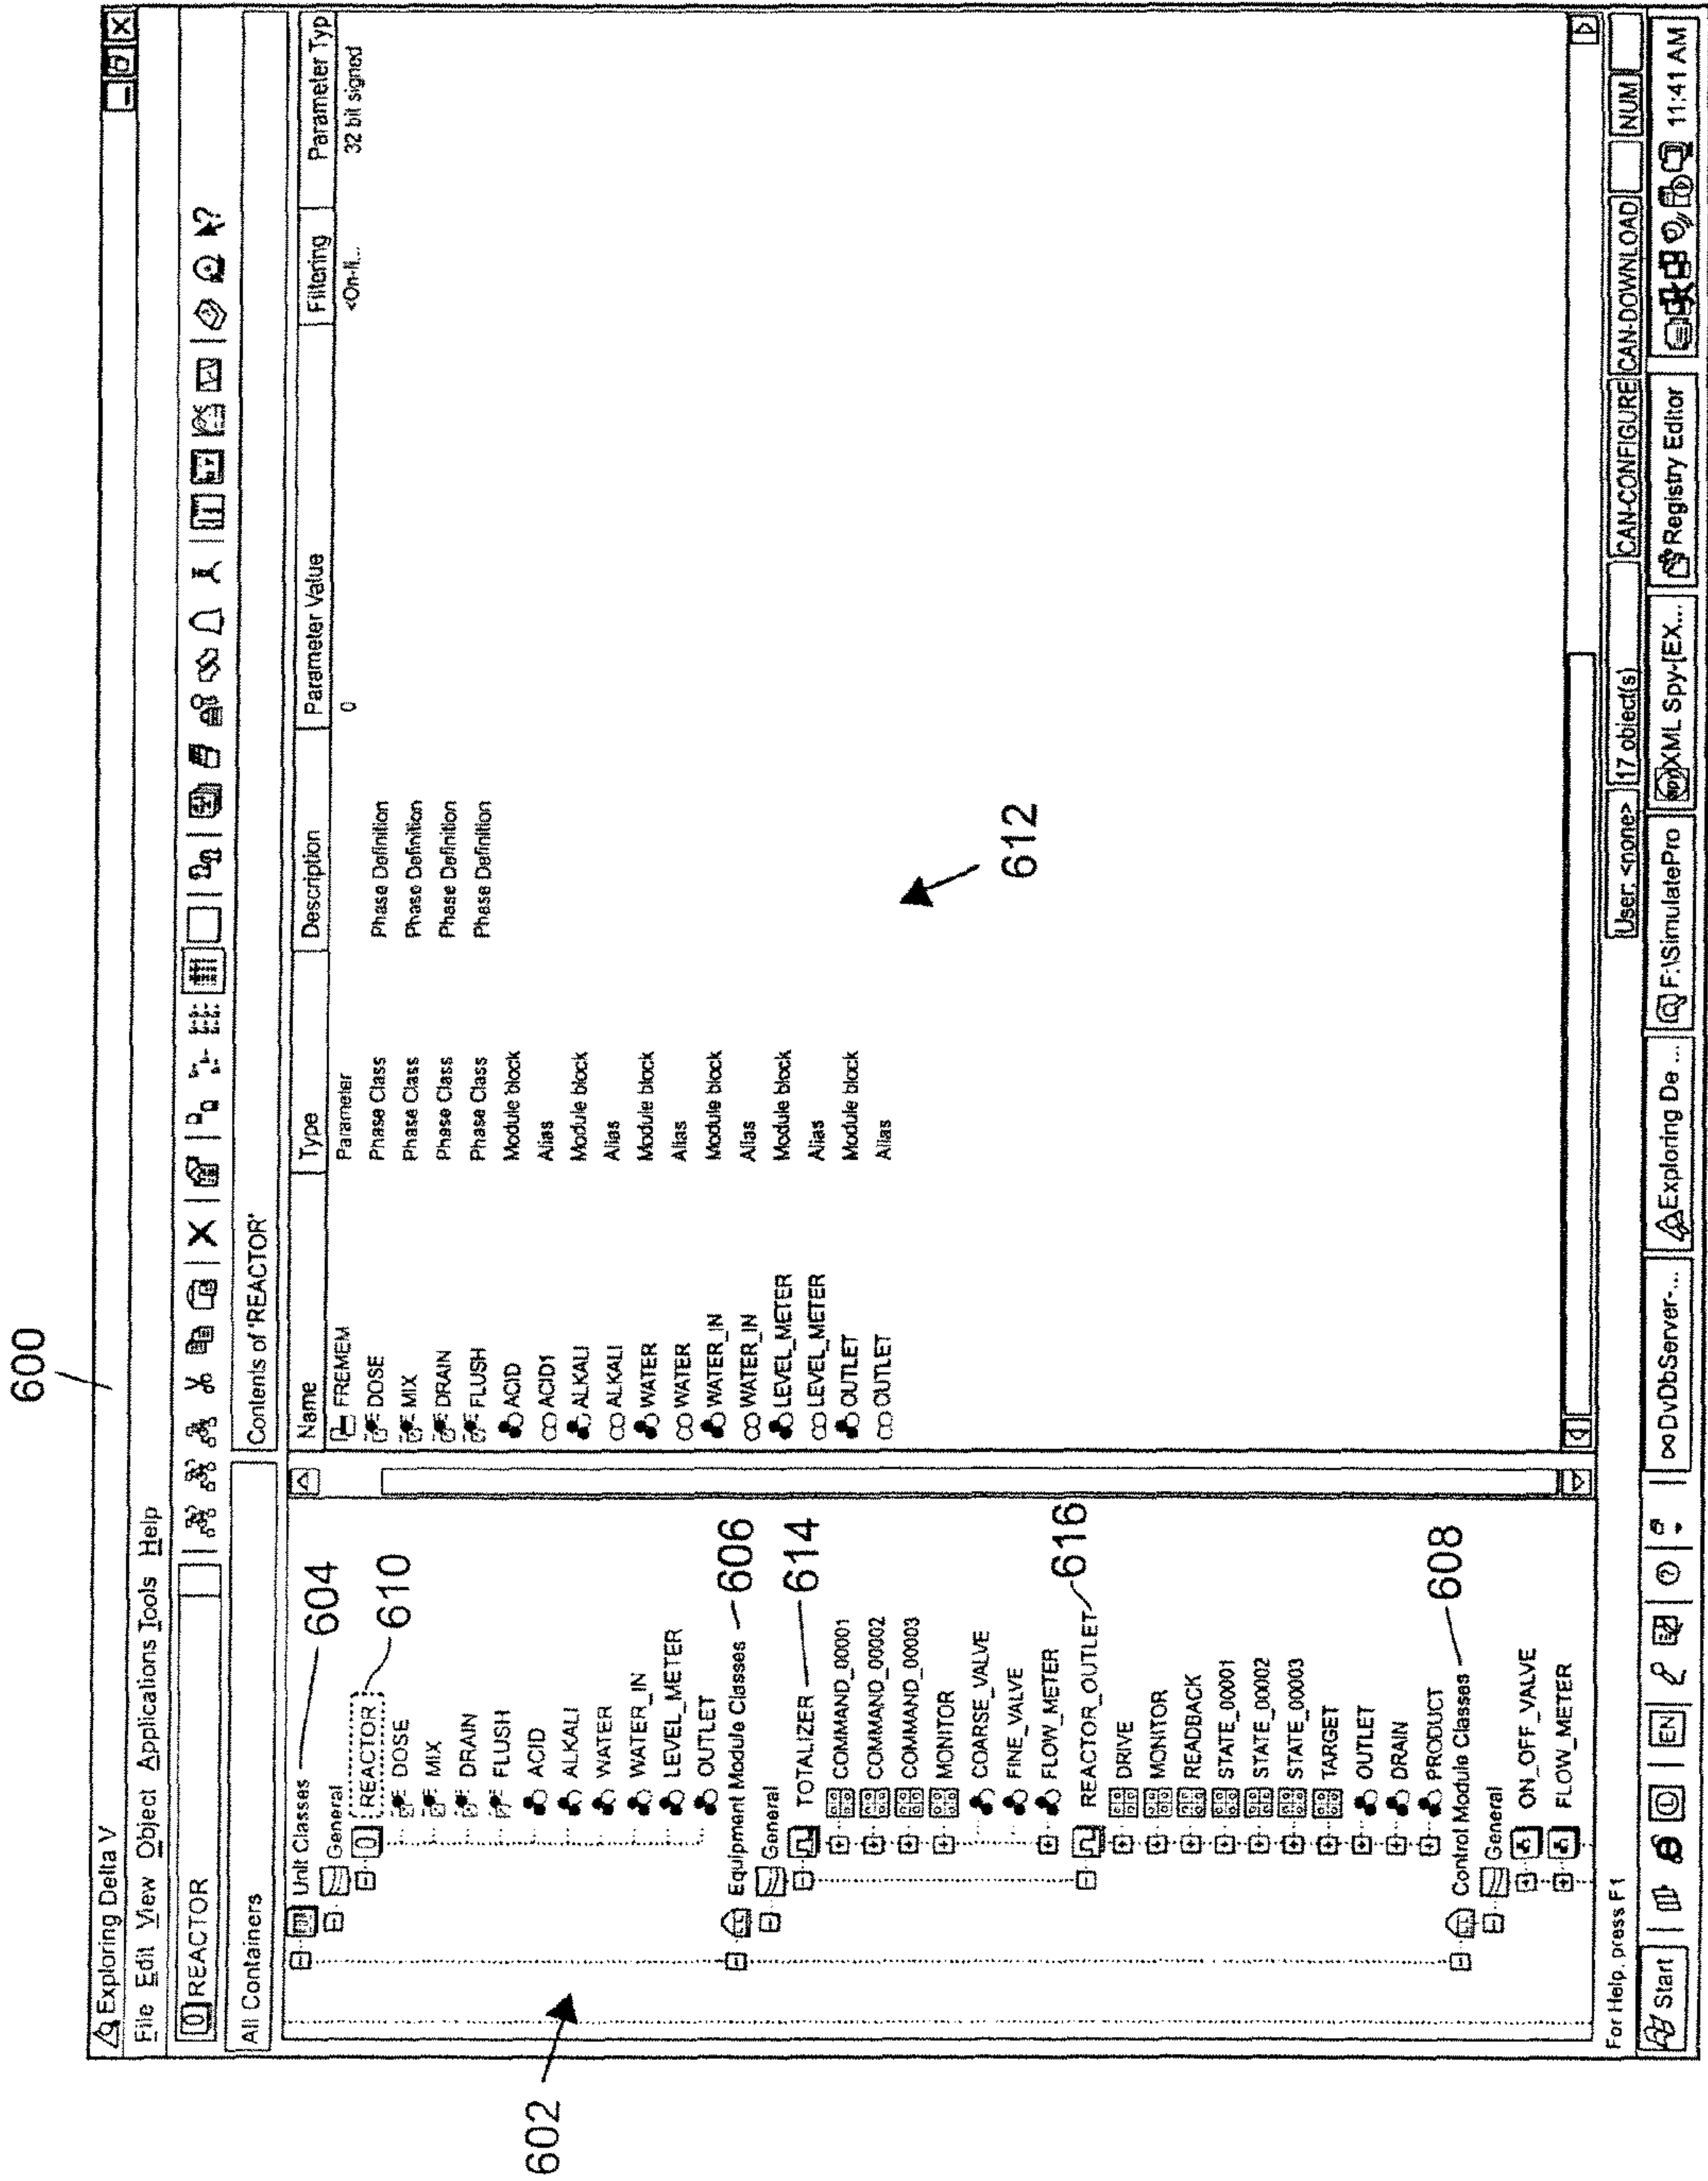 600
Exploring Delta V
File Edit View Object Applications Tools Help
REACTOR
All Containers
Contents of 'REACTOR'
602
Unit Classes
604
General
REACTOR
610
DOSE
MIX
DRAIN
FLUSH
ACID
ALKALI
WATER
WATER_IN
LEVEL_METER
OUTLET
Equipment Module Classes
606
General
TOTALIZER
614
COMMAND_00001
COMMAND_00002
COMMAND_00003
MONITOR
COARSE_VALVE
FINE_VALVE
FLOW_METER
REACTOR_OUTLET
616
DRIVE
MONITOR
READBACK
STATE_00001
STATE_00002
STATE_00003
TARGET
OUTLET
DRAIN
PRODUCT
Control Module Classes
608
General
ON_OFF_VALVE
FLOW_METER
Name Type Description Parameter Value Filtering Parameter Typ
FREMEM Parameter 0 <On-li... 32 bit signed
DOSE Phase Class Phase Definition
MIX Phase Class Phase Definition
DRAIN Phase Class Phase Definition
FLUSH Phase Class Phase Definition
ACID Module block
ACID1 Alias
ALKALI Module block
ALKALI Alias
WATER Module block
WATER Alias
WATER_IN Module block
WATER_IN Alias
LEVEL_METER Module block
LEVEL_METER Alias
OUTLET Module block
OUTLET Alias
612
For Help, press F1
User: <none> 17 object(s) CAN-CONFIGURE CAN-DOWNLOAD NUM
Start EN DvDbServer-... Exploring De ... F:\SimulatePro XML Spy-[EX... Registry Editor 11:41 AM